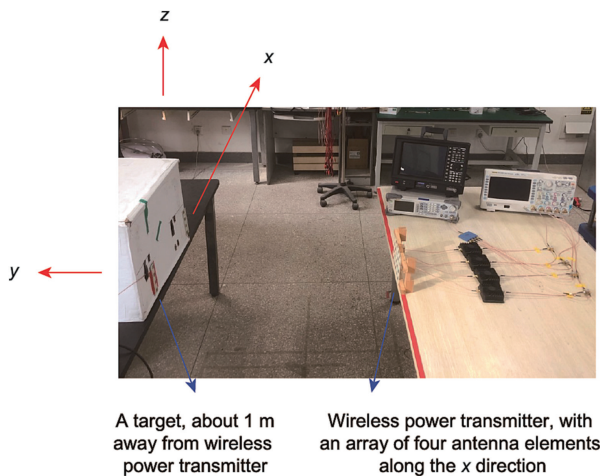 z
x
y
A target, about 1 m
away from wireless
power transmitter
Wireless power transmitter, with
an array of four antenna elements
along the x direction